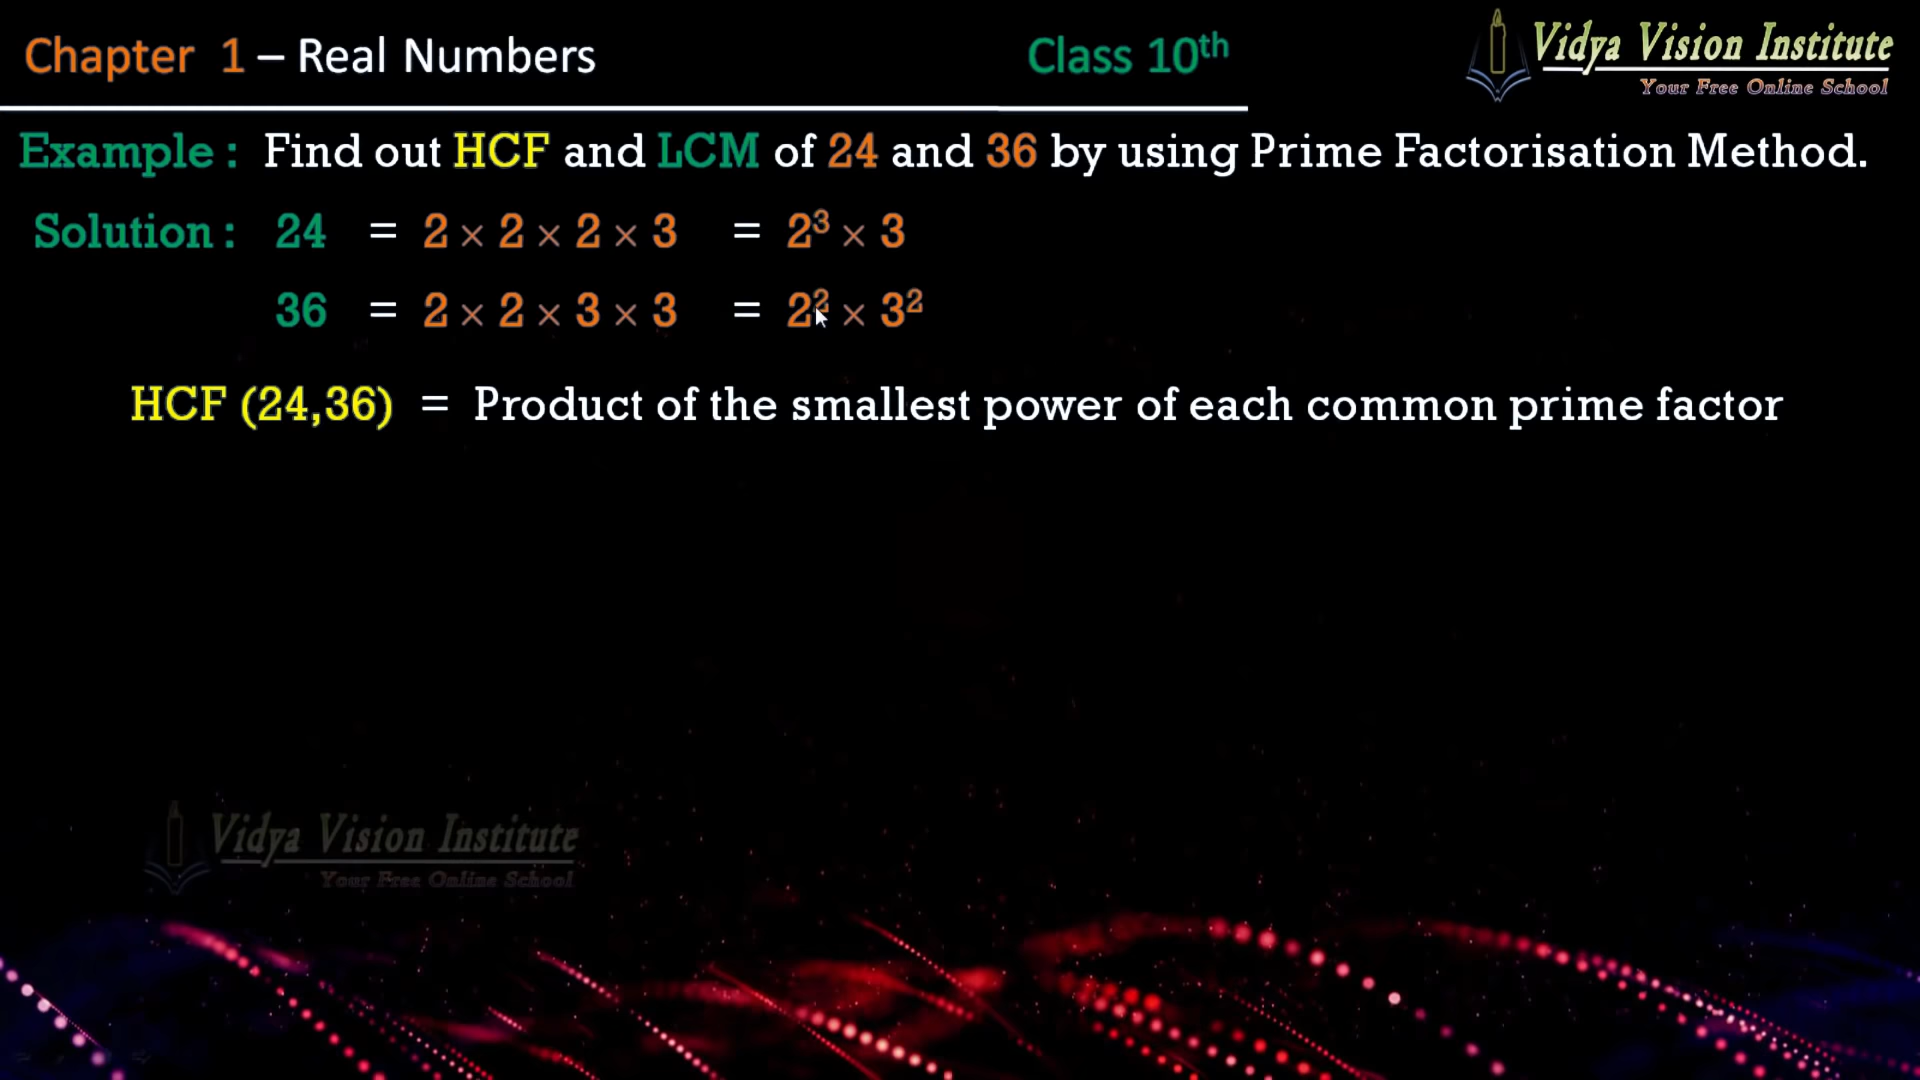 Chapter 1 – Real Numbers
Class 10th
Vidya Vision Institute
Your Free Online School
Example : Find out HCF and LCM of 24 and 36 by using Prime Factorisation Method.
Solution : 24 = 2 × 2 × 2 × 3 = 2³ × 3
36 = 2 × 2 × 3 × 3 = 2² × 3²
HCF (24,36) = Product of the smallest power of each common prime factor
Vidya Vision Institute
Your Free Online School